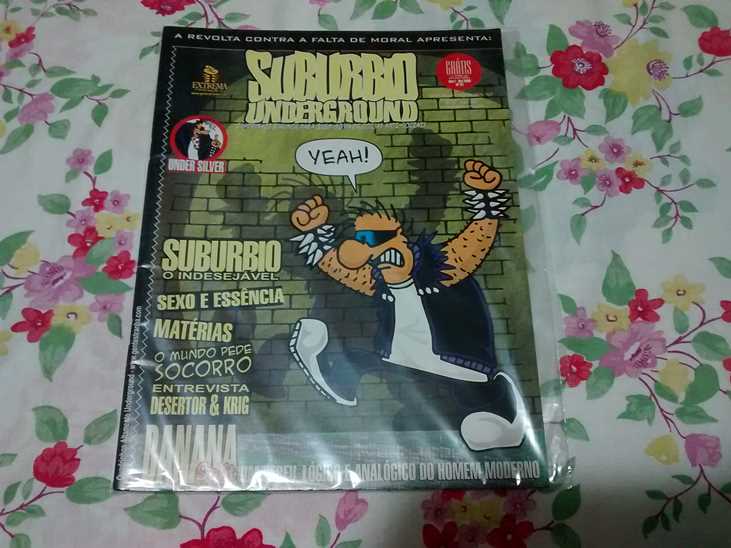 A REVOLTA CONTRA A FALTA DE MORAL APRESENTA:
EXTREMA
SUBURBIO
UNDERGROUND
GRÁTIS
UNDER SILVER
YEAH!
SUBURBIO
O INDESEJÁVEL
SEXO E ESSÊNCIA
MATÉRIAS
O MUNDO PEDE
SOCORRO
ENTREVISTA
DESERTOR & KRIG
BANANA
LÓGICO E ANALÓGICO DO HOMEM MODERNO